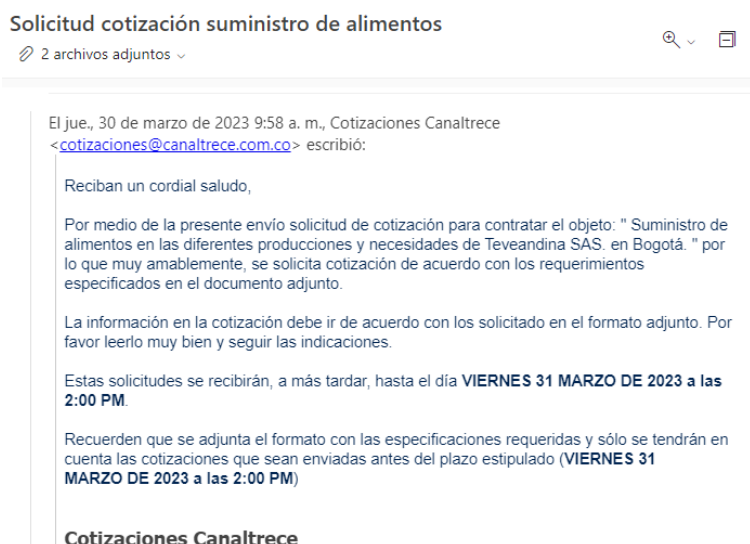 Solicitud cotización suministro de alimentos
2 archivos adjuntos
El jue., 30 de marzo de 2023 9:58 a. m., Cotizaciones Canaltrece
<cotizaciones@canaltrece.com.co> escribió:
Reciban un cordial saludo,
Por medio de la presente envío solicitud de cotización para contratar el objeto: " Suministro de
alimentos en las diferentes producciones y necesidades de Teveandina SAS. en Bogotá. " por
lo que muy amablemente, se solicita cotización de acuerdo con los requerimientos
especificados en el documento adjunto.
La información en la cotización debe ir de acuerdo con los solicitado en el formato adjunto. Por
favor leerlo muy bien y seguir las indicaciones.
Estas solicitudes se recibirán, a más tardar, hasta el día VIERNES 31 MARZO DE 2023 a las
2:00 PM.
Recuerden que se adjunta el formato con las especificaciones requeridas y sólo se tendrán en
cuenta las cotizaciones que sean enviadas antes del plazo estipulado (VIERNES 31
MARZO DE 2023 a las 2:00 PM)
Cotizaciones Canaltrece